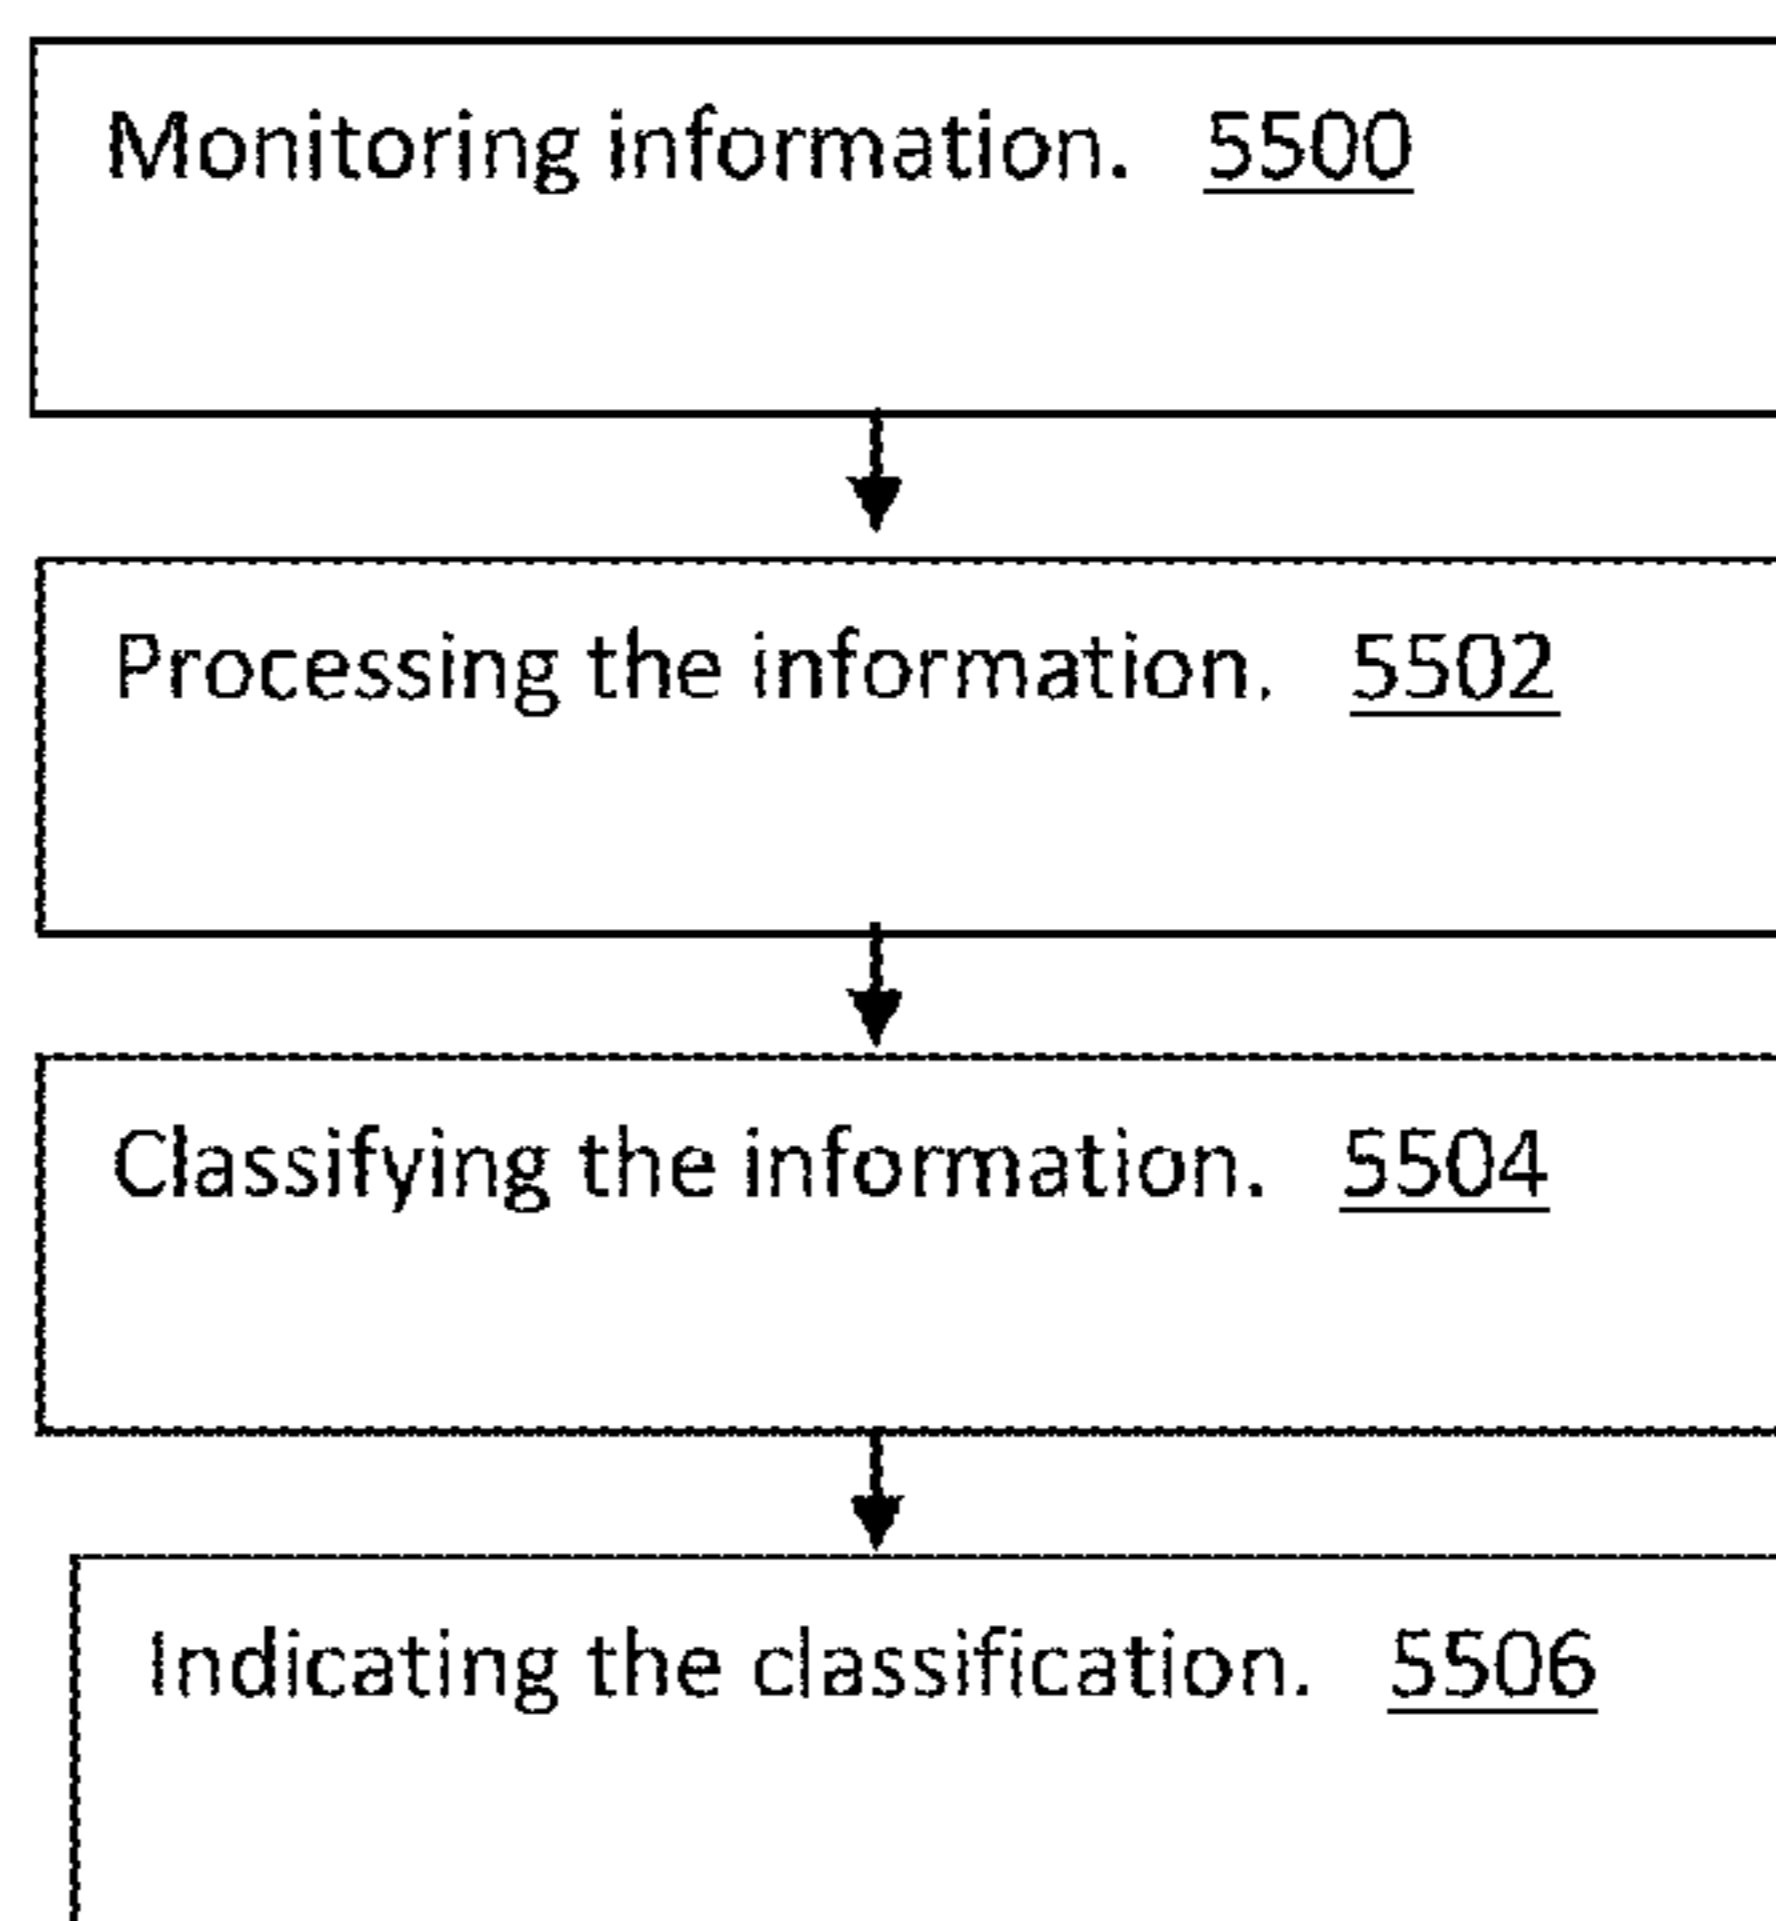 Monitoring information. 5500
Processing the information. 5502
Classifying the information. 5504
Indicating the classification. 5506